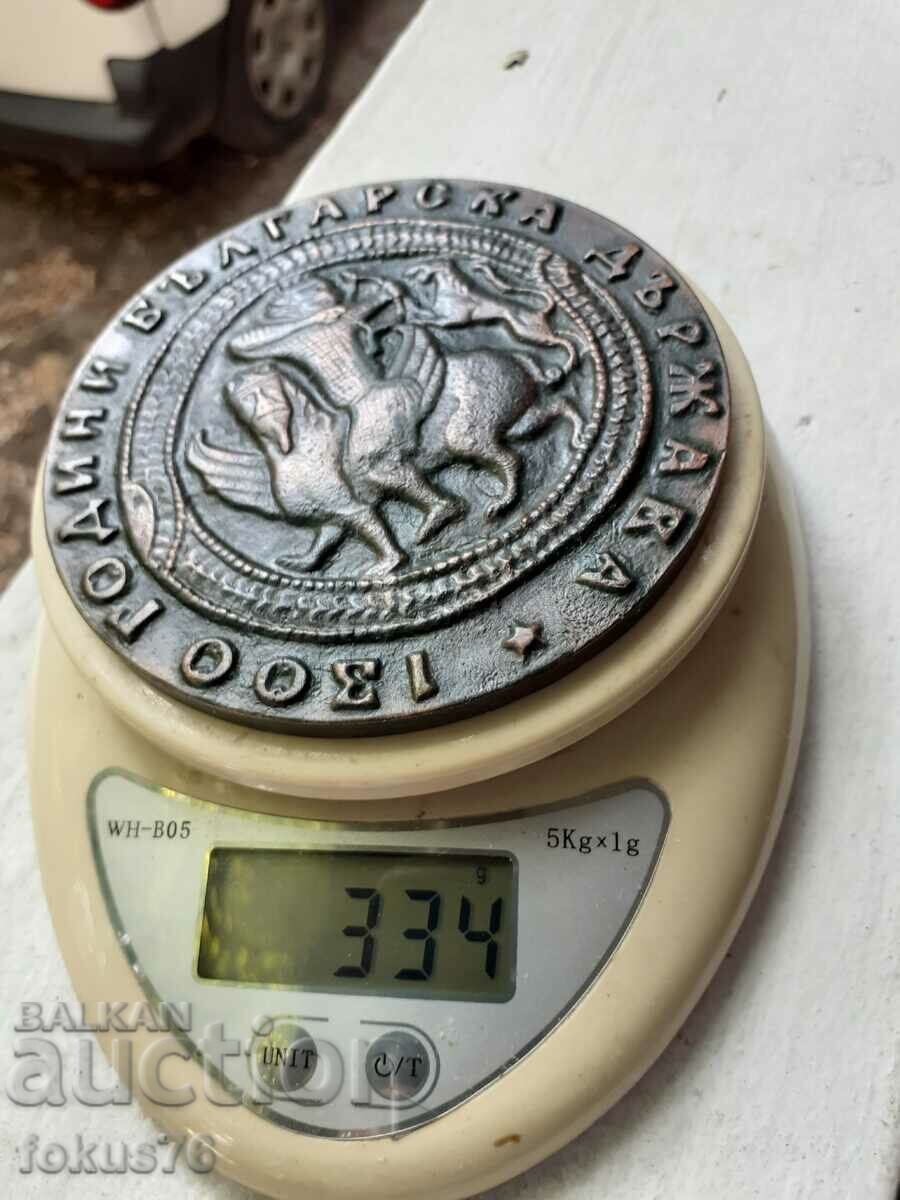 1300 ГОДИНИ БЪЛГАРСКА ДЪРЖАВА
WH-B05
5Kg×1g
g
334
UNIT
⏻/T
BALKAN
auction
fokus76